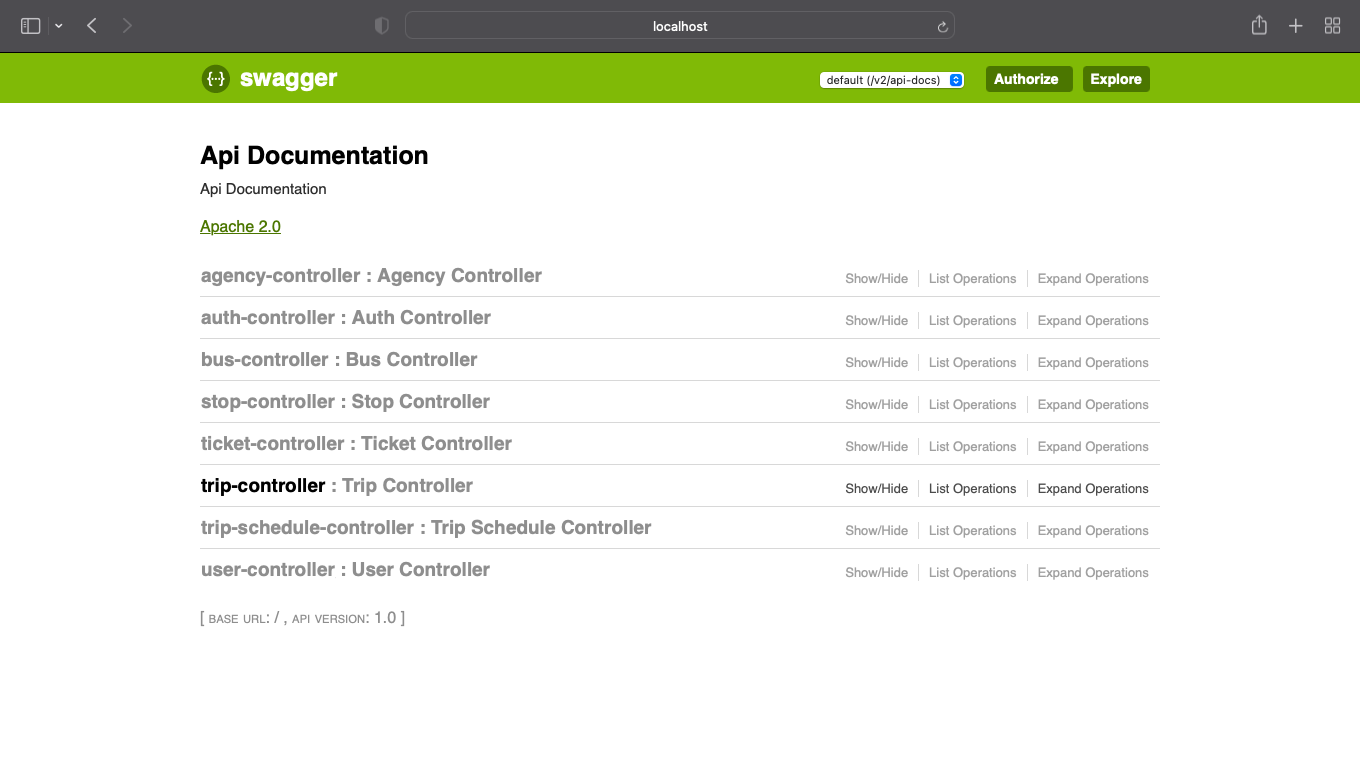 localhost
{···} swagger default (/v2/api-docs) Authorize Explore
Api Documentation
Api Documentation
Apache 2.0
agency-controller : Agency Controller Show/Hide List Operations Expand Operations
auth-controller : Auth Controller Show/Hide List Operations Expand Operations
bus-controller : Bus Controller Show/Hide List Operations Expand Operations
stop-controller : Stop Controller Show/Hide List Operations Expand Operations
ticket-controller : Ticket Controller Show/Hide List Operations Expand Operations
trip-controller : Trip Controller Show/Hide List Operations Expand Operations
trip-schedule-controller : Trip Schedule Controller Show/Hide List Operations Expand Operations
user-controller : User Controller Show/Hide List Operations Expand Operations
[ BASE URL: / , API VERSION: 1.0 ]